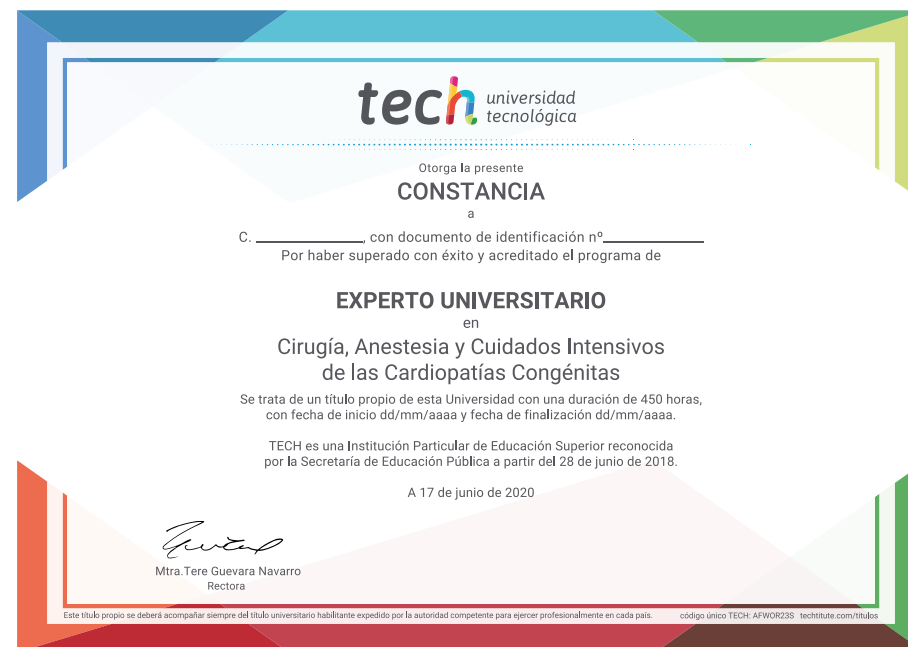 tech universidad
tecnológica
Otorga la presente
CONSTANCIA
a
C. ____________, con documento de identificación nº____________
Por haber superado con éxito y acreditado el programa de
EXPERTO UNIVERSITARIO
en
Cirugía, Anestesia y Cuidados Intensivos
de las Cardiopatías Congénitas
Se trata de un título propio de esta Universidad con una duración de 450 horas,
con fecha de inicio dd/mm/aaaa y fecha de finalización dd/mm/aaaa.
TECH es una Institución Particular de Educación Superior reconocida
por la Secretaría de Educación Pública a partir del 28 de junio de 2018.
A 17 de junio de 2020
Mtra.Tere Guevara Navarro
Rectora
Este título propio se deberá acompañar siempre del título universitario habilitante expedido por la autoridad competente para ejercer profesionalmente en cada país. código único TECH: AFWOR23S techtitute.com/titulos